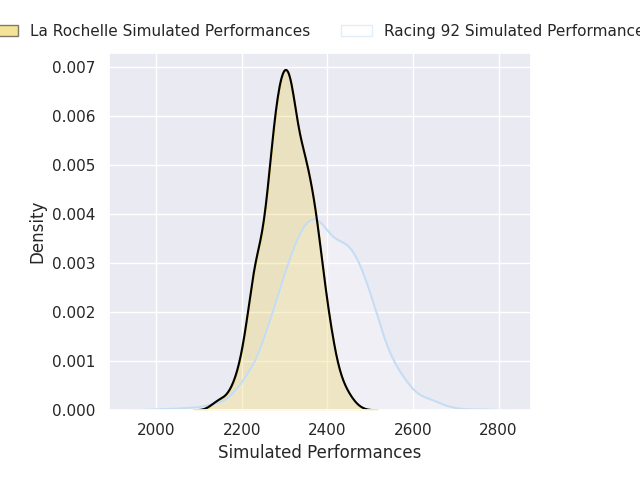 La Rochelle Simulated Performances Racing 92 Simulated Performance
0.007
0.006
0.005
0.004
0.003
0.002
0.001
0.000
Density
2000 2200 2400 2600 2800
Simulated Performances